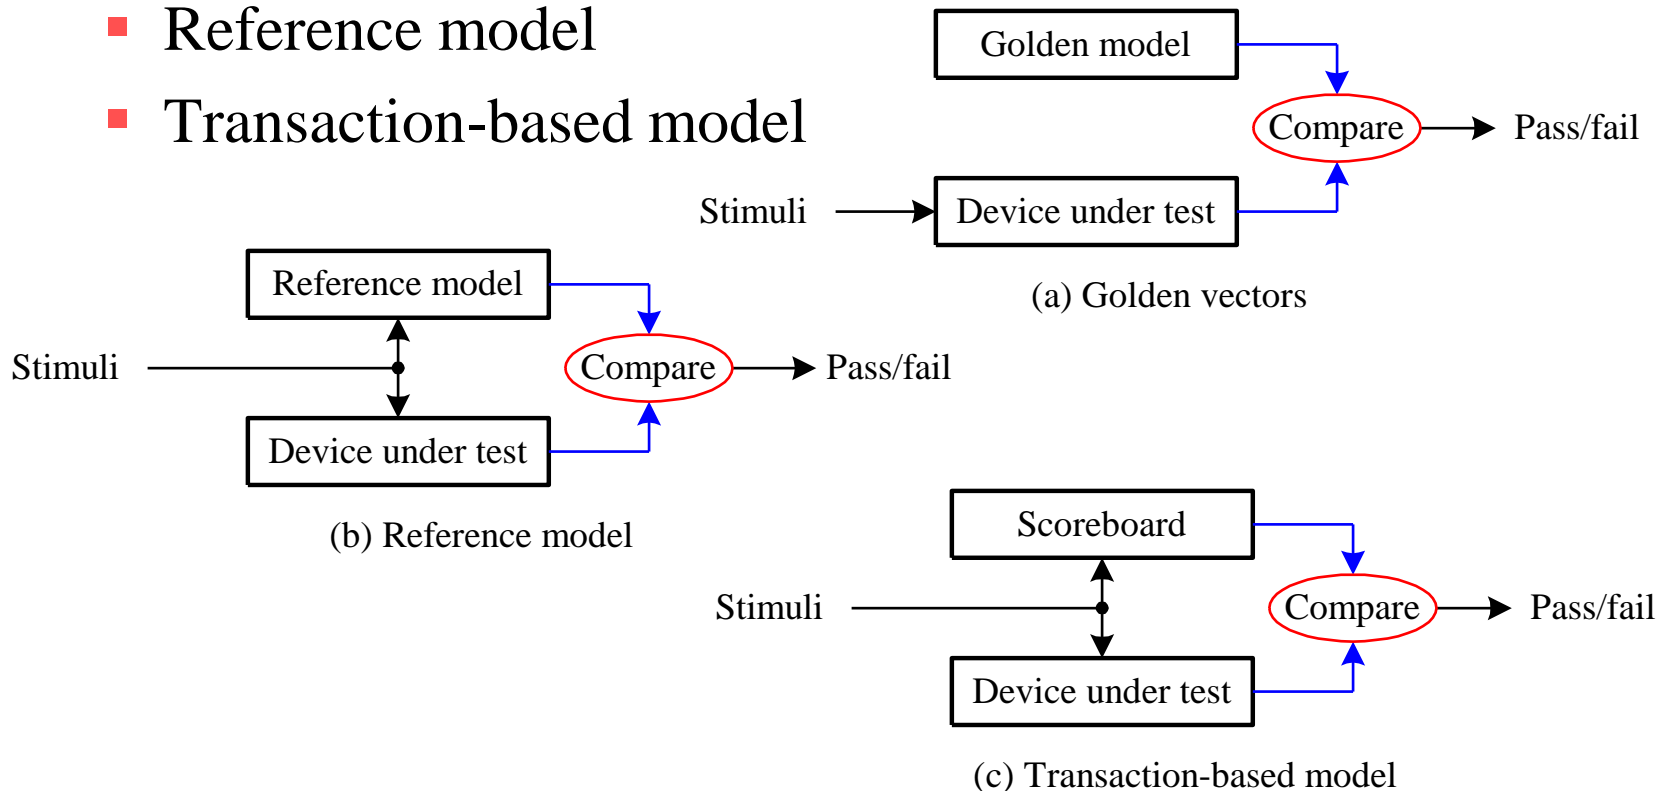 Reference model
Transaction-based model
Golden model
Compare
Pass/fail
Stimuli
Device under test
(a) Golden vectors
Reference model
Stimuli
Compare
Pass/fail
Device under test
(b) Reference model
Scoreboard
Stimuli
Compare
Pass/fail
Device under test
(c) Transaction-based model